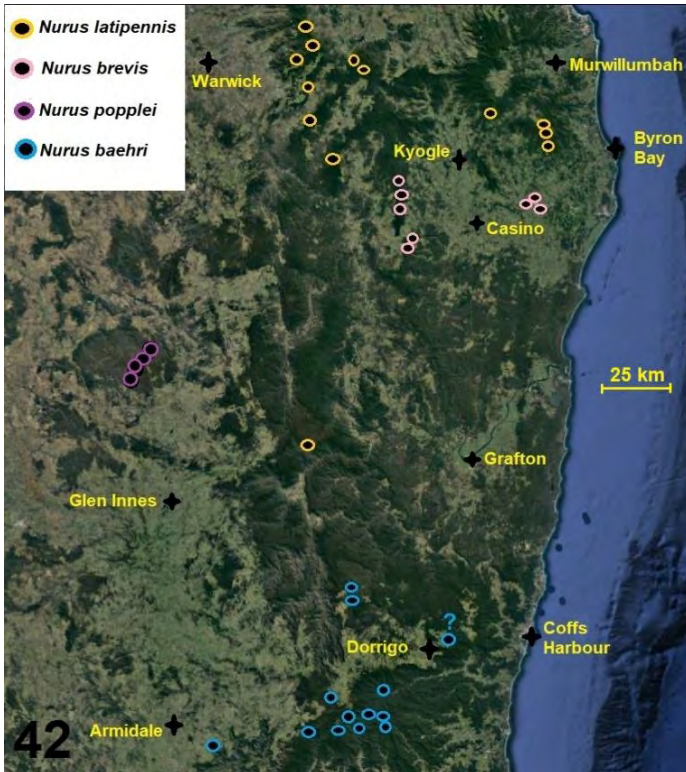 Nurus latipennis
Nurus brevis
Nurus popplei
Nurus baehri
Warwick
Murwillumbah
Kyogle
Byron
Bay
Casino
25 km
Grafton
Glen Innes
?
Dorrigo
Coffs
Harbour
Armidale
42